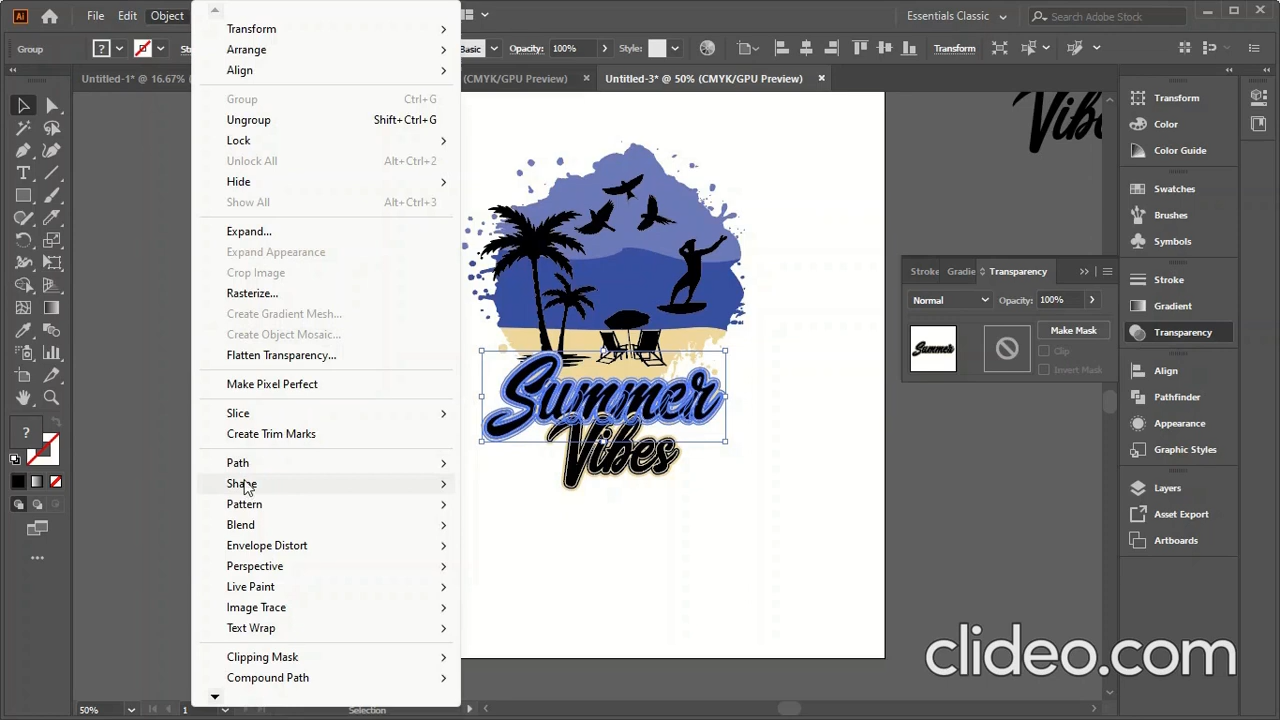 Ai File Edit Object Essentials Classic Search Adobe Stock
Group Basic Opacity: 100% Style: Transform
Untitled-1* @ 16.67% (CMYK/GPU Preview) Untitled-3* @ 50% (CMYK/GPU Preview)
Transform
Arrange
Align
Group Ctrl+G
Ungroup Shift+Ctrl+G
Lock
Unlock All Alt+Ctrl+2
Hide
Show All Alt+Ctrl+3
Expand...
Expand Appearance
Crop Image
Rasterize...
Create Gradient Mesh...
Create Object Mosaic...
Flatten Transparency...
Make Pixel Perfect
Slice
Create Trim Marks
Path
Shape
Pattern
Blend
Envelope Distort
Perspective
Live Paint
Image Trace
Text Wrap
Clipping Mask
Compound Path
Summer
Vibes
Stroke Gradie Transparency
Normal Opacity: 100%
Summer
Make Mask
Clip
Invert Mask
Transform
Color
Color Guide
Swatches
Brushes
Symbols
Stroke
Gradient
Transparency
Align
Pathfinder
Appearance
Graphic Styles
Layers
Asset Export
Artboards
clideo.com
50% 1 Selection